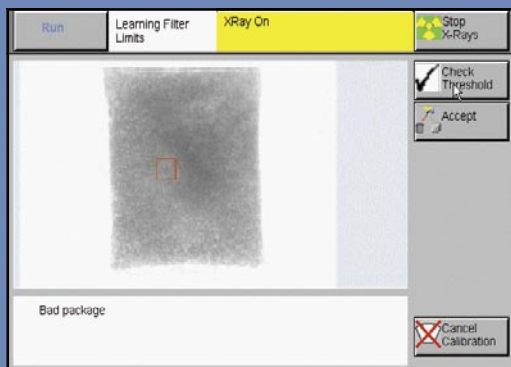 Run
Learning Filter
Limits
XRay On
Stop
X-Rays
Check
Threshold
Accept
Bad package
Cancel
Calibration